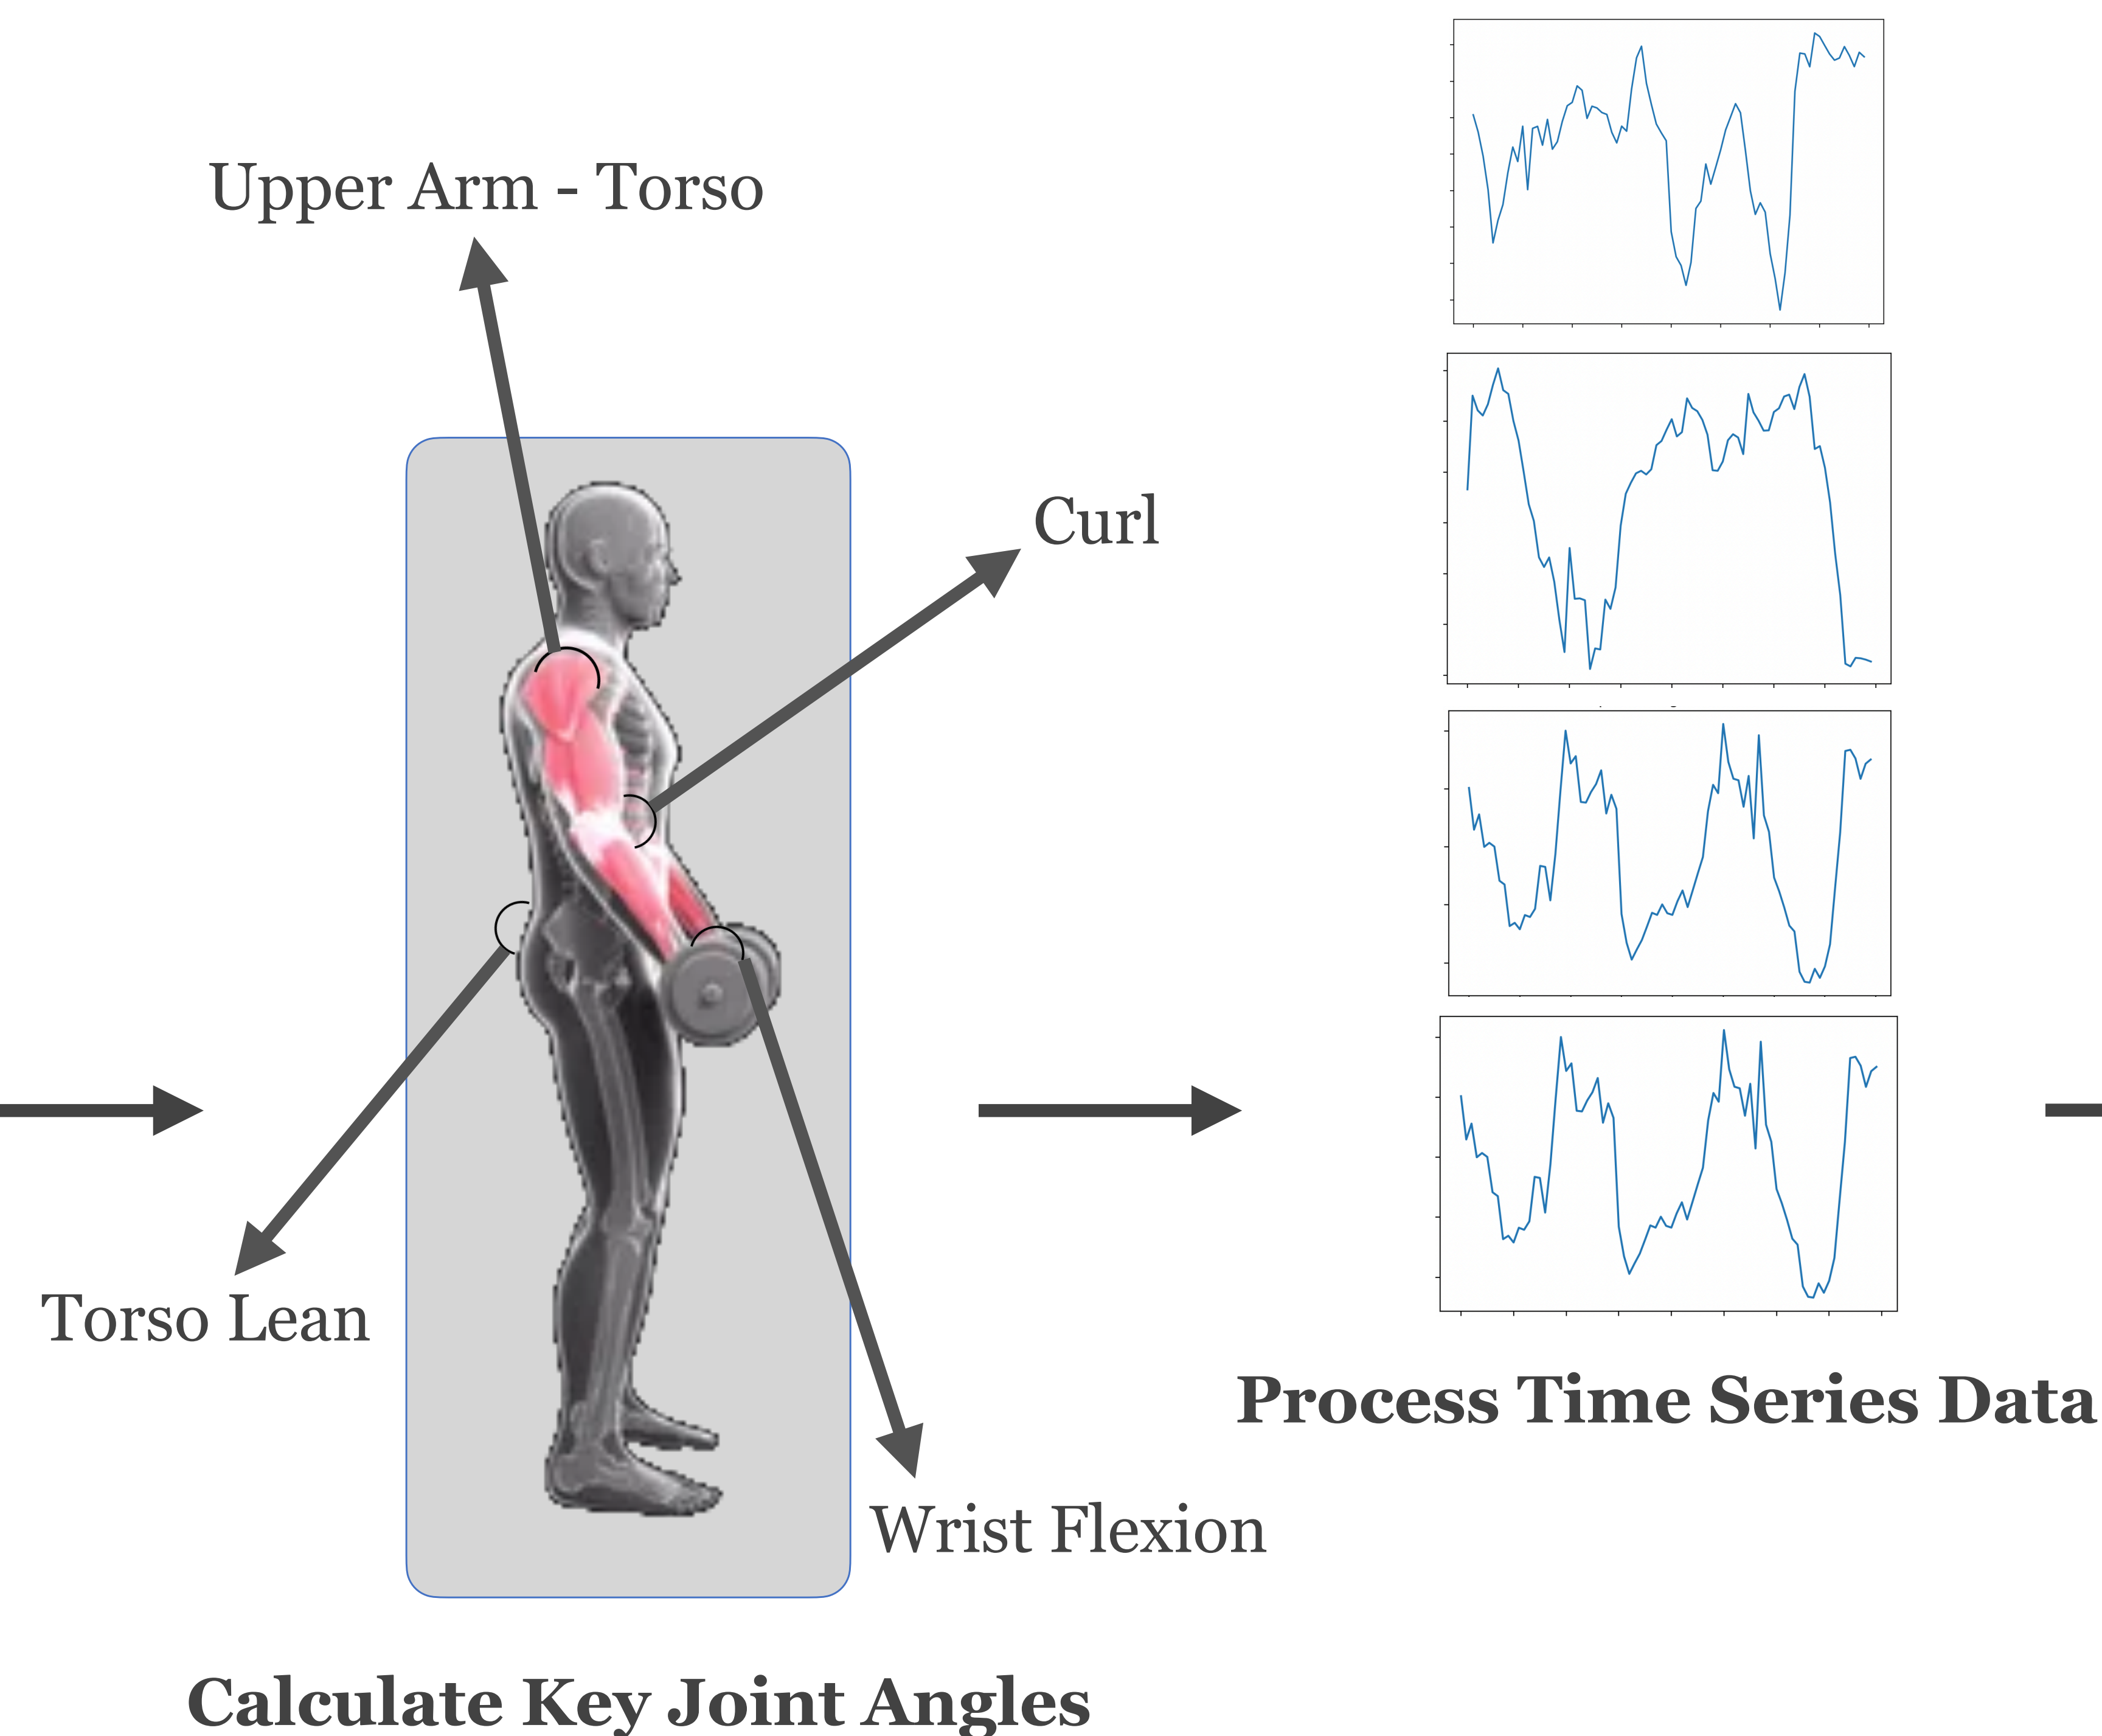 Upper Arm - Torso
Curl
Torso Lean
Process Time Series Data
Wrist Flexion
Calculate Key Joint Angles